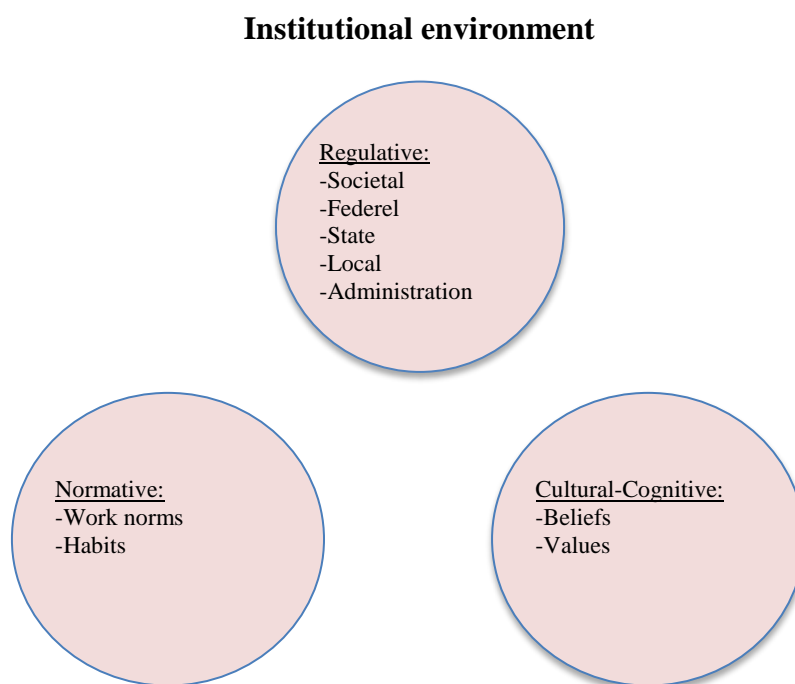 Institutional environment
Regulative:
-Societal
-Federel
-State
-Local
-Administration
Normative:
-Work norms
-Habits
Cultural-Cognitive:
-Beliefs
-Values